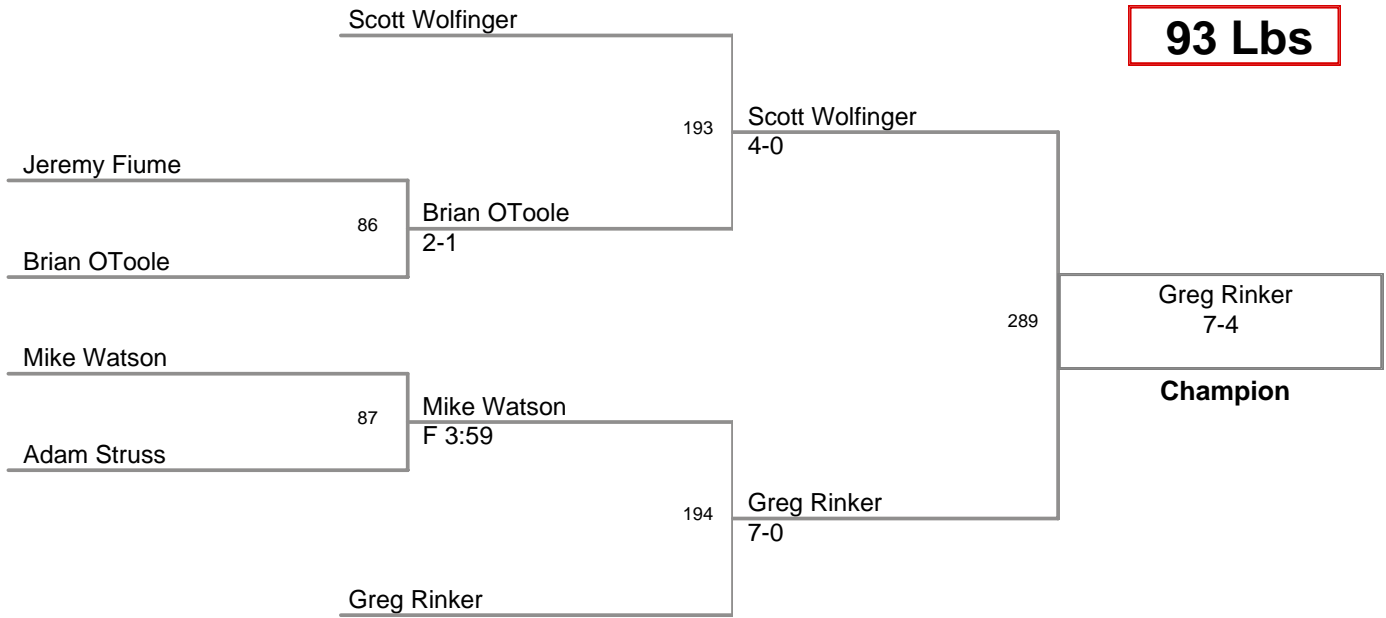 Scott Wolfinger
93 Lbs
193
Scott Wolfinger
4-0
Jeremy Fiume
86
Brian OToole
2-1
Brian OToole
289
Greg Rinker
7-4
Champion
Mike Watson
87
Mike Watson
F 3:59
Adam Struss
194
Greg Rinker
7-0
Greg Rinker